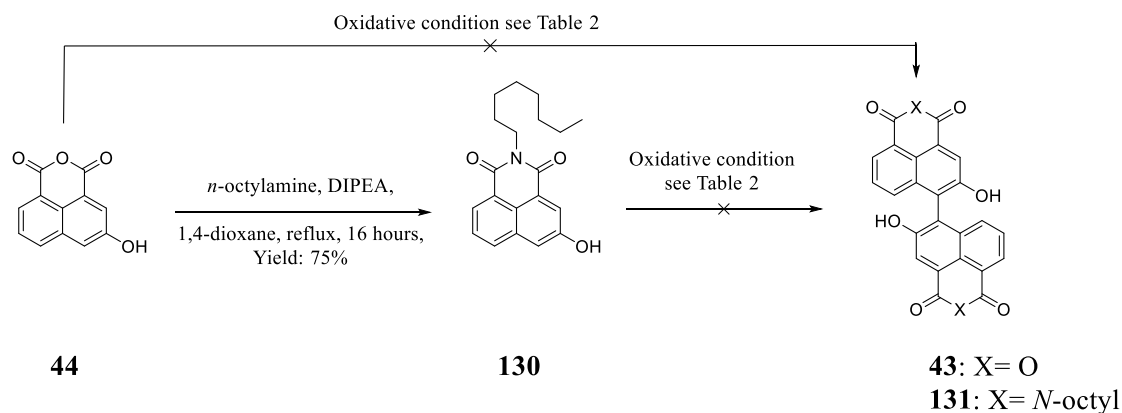 Oxidative condition see Table 2
O O O
OH
n-octylamine, DIPEA,
1,4-dioxane, reflux, 16 hours,
Yield: 75%
O N O
OH
Oxidative condition
see Table 2
O X O
OH
HO
O X O
44
130
43: X= O
131: X= N-octyl